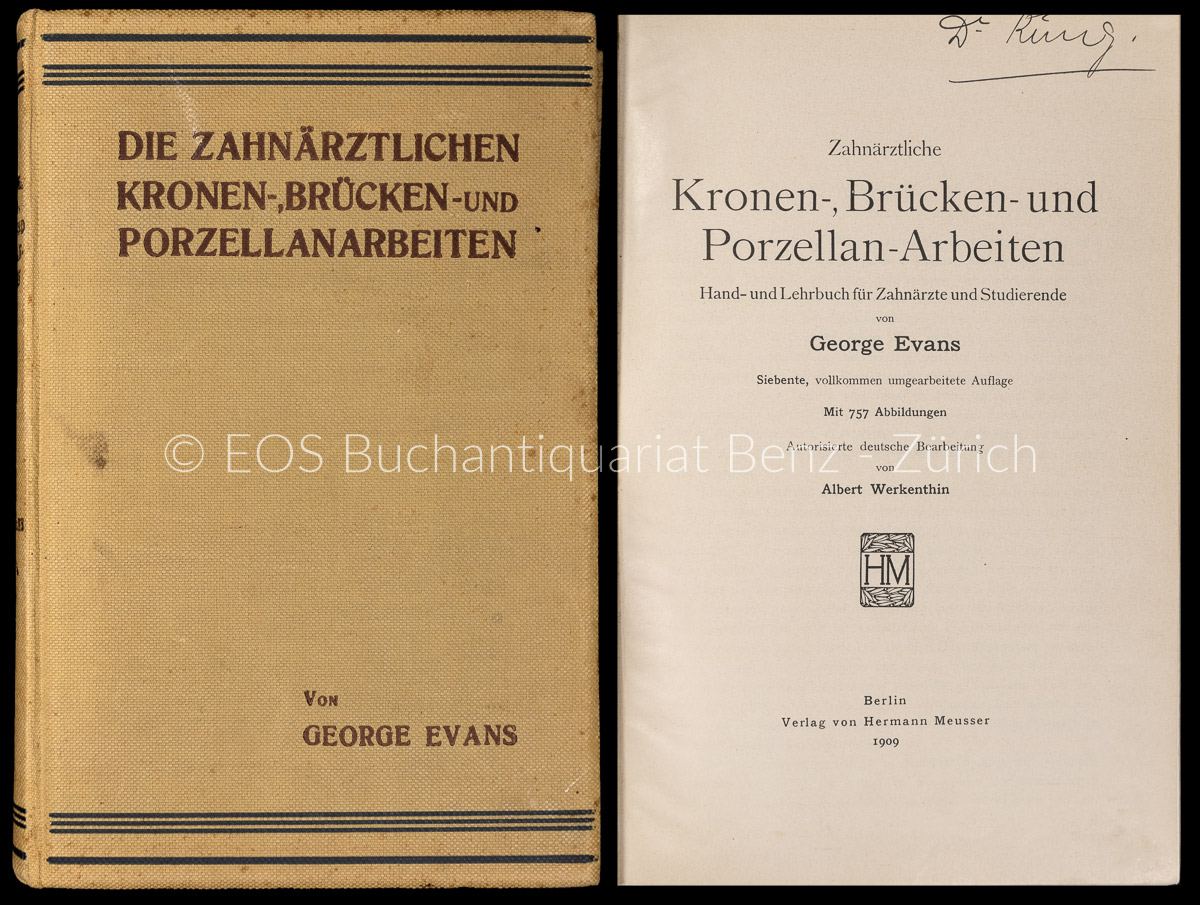 DIE ZAHNÄRZTLICHEN
KRONEN-, BRÜCKEN- UND
PORZELLANARBEITEN
VON
GEORGE EVANS
Dr
Zahnärztliche
Kronen-, Brücken- und
Porzellan-Arbeiten
Hand- und Lehrbuch für Zahnärzte und Studierende
von
George Evans
Siebente, vollkommen umgearbeitete Auflage
Mit 757 Abbildungen
Autorisierte deutsche Bearbeitung
von
Albert Werkenthin
HM
Berlin
Verlag von Hermann Meusser
1909
© EOS Buchantiquariat Benz - Zürich